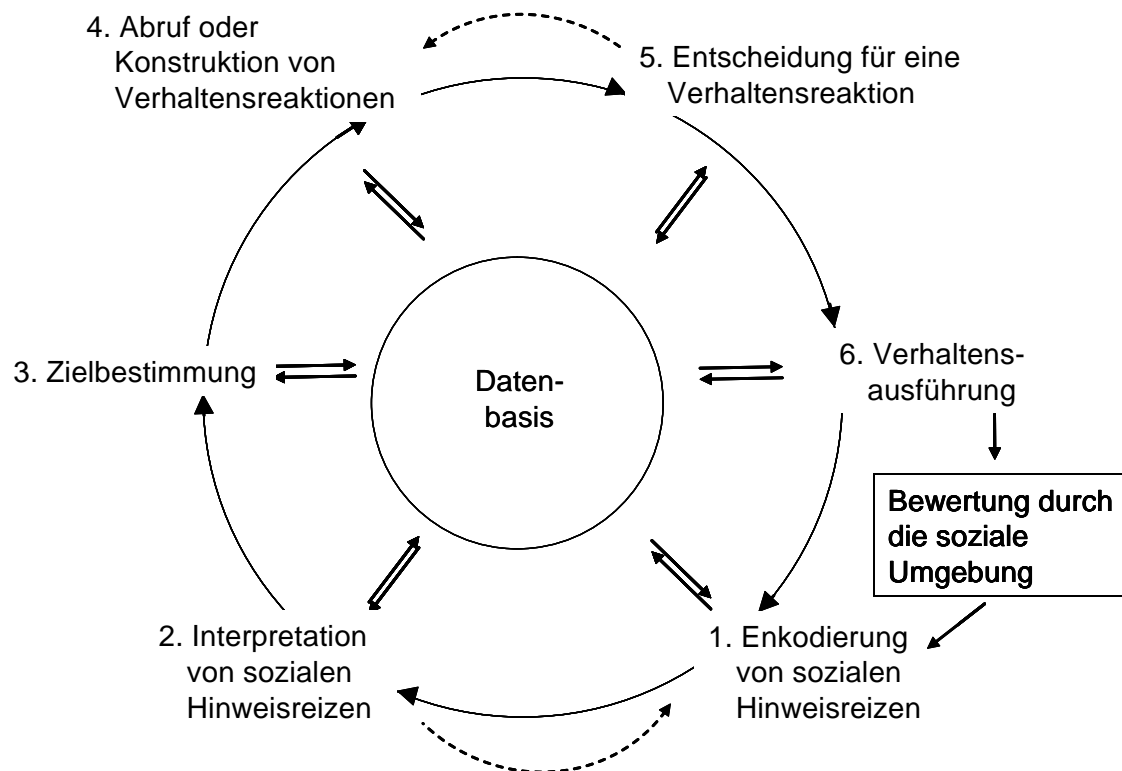 4. Abruf oder
Konstruktion von
Verhaltensreaktionen
5. Entscheidung für eine
Verhaltensreaktion
3. Zielbestimmung
Daten-
basis
6. Verhaltens-
ausführung
Bewertung durch
die soziale
Umgebung
2. Interpretation
von sozialen
Hinweisreizen
1. Enkodierung
von sozialen
Hinweisreizen